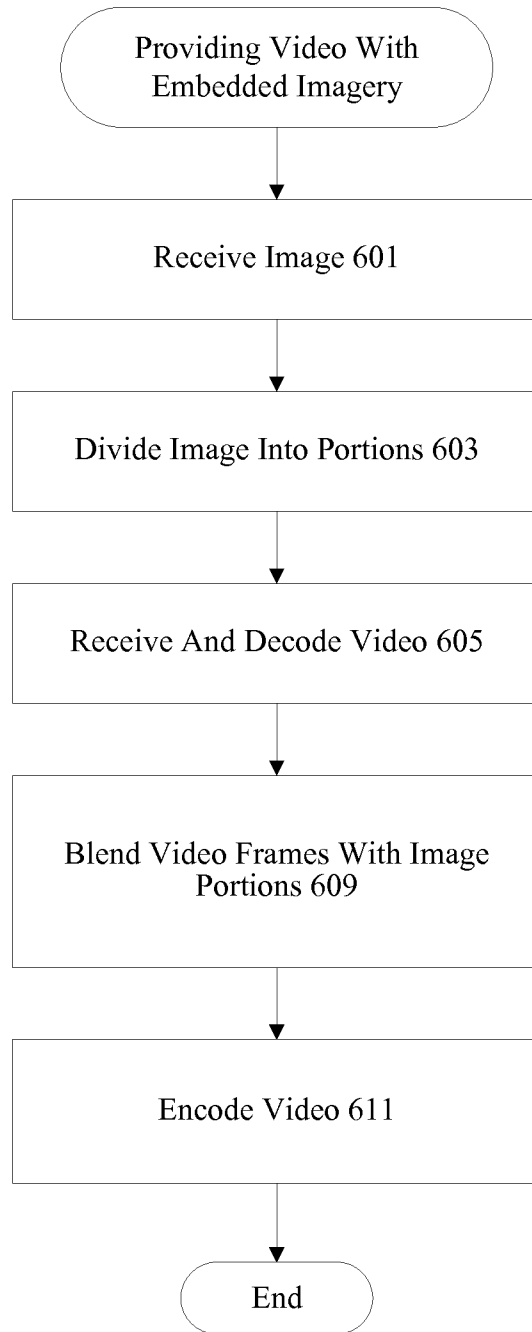 Providing Video With
Embedded Imagery
Receive Image 601
Divide Image Into Portions 603
Receive And Decode Video 605
Blend Video Frames With Image
Portions 609
Encode Video 611
End